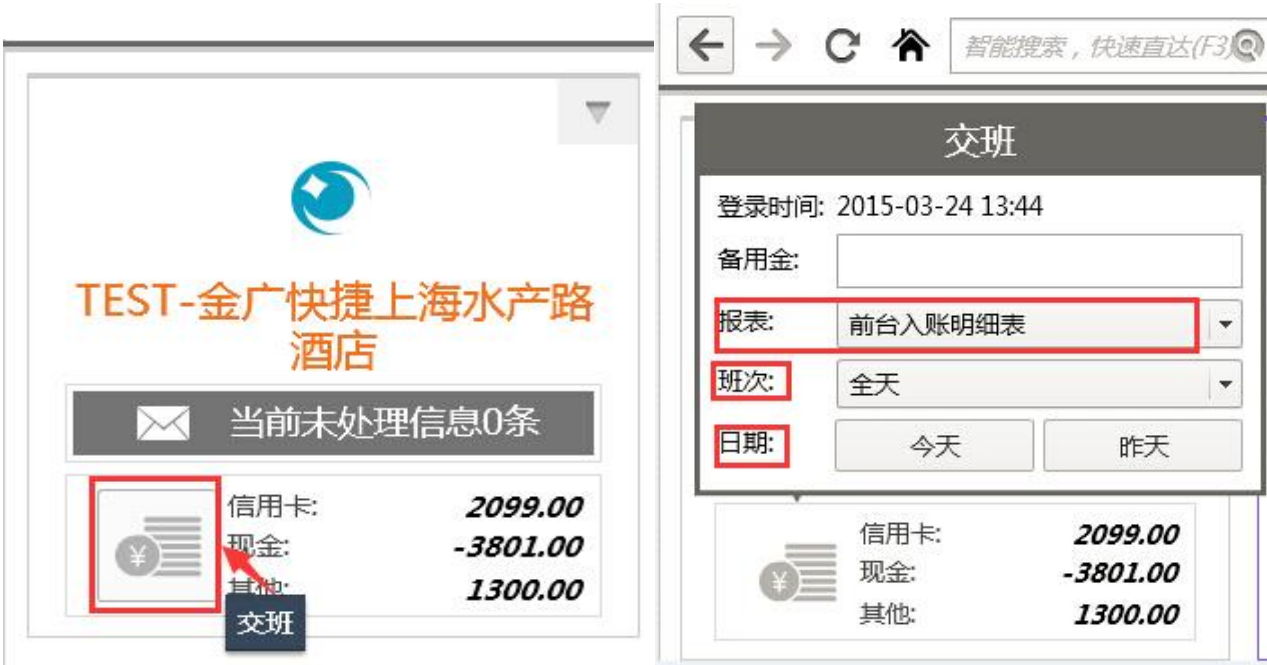 TEST-金广快捷上海水产路
酒店
当前未处理信息0条
信用卡: 2099.00
现金: -3801.00
其他: 1300.00
交班
智能搜索，快速直达(F3)
交班
登录时间: 2015-03-24 13:44
备用金:
报表: 前台入账明细表
班次: 全天
日期: 今天 昨天
信用卡: 2099.00
现金: -3801.00
其他: 1300.00